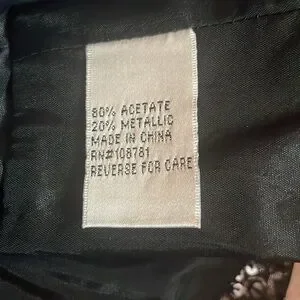 80% ACETATE
20% METALLIC
MADE IN CHINA
RN#108781
REVERSE FOR CARE